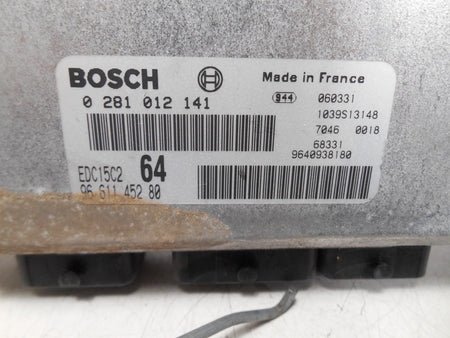 BOSCH
Made in France
0 281 012 141
944 060331
1039S13148
7046 0018
68331
9640938180
EDC15C2 64
96 611 452 80